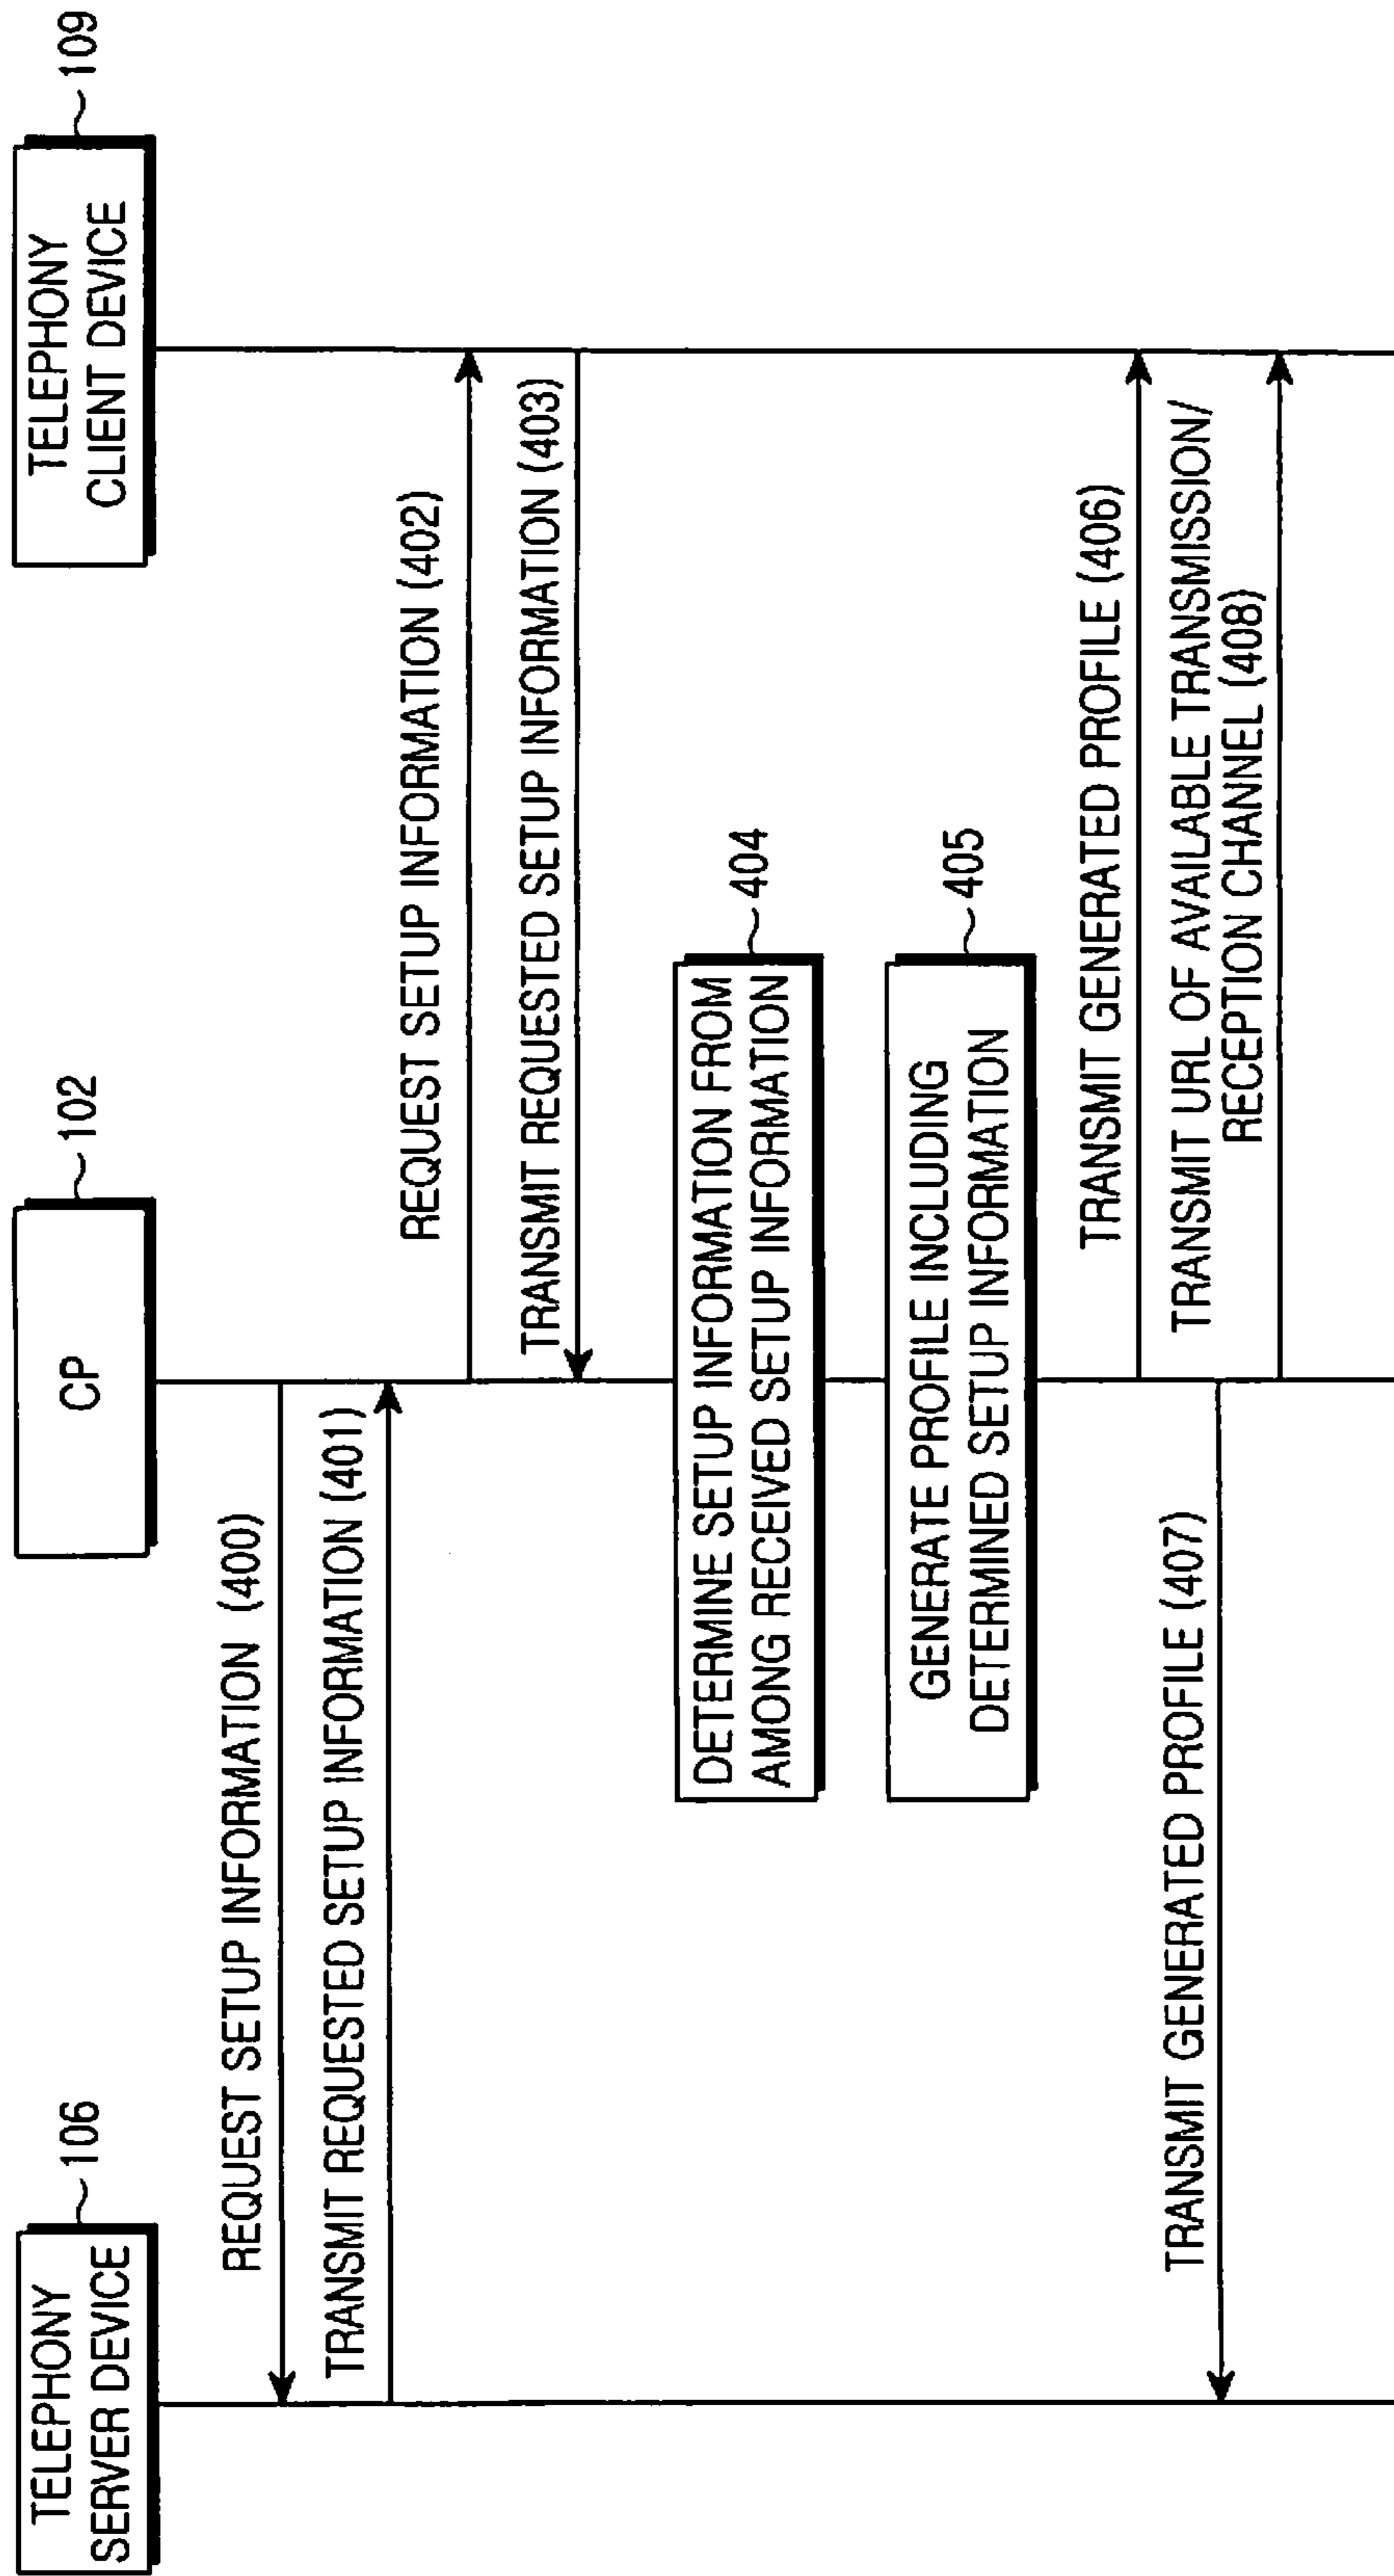 TELEPHONY
SERVER DEVICE
106
CP
102
TELEPHONY
CLIENT DEVICE
109
REQUEST SETUP INFORMATION (400)
TRANSMIT REQUESTED SETUP INFORMATION (401)
REQUEST SETUP INFORMATION (402)
TRANSMIT REQUESTED SETUP INFORMATION (403)
DETERMINE SETUP INFORMATION FROM
AMONG RECEIVED SETUP INFORMATION
404
GENERATE PROFILE INCLUDING
DETERMINED SETUP INFORMATION
405
TRANSMIT GENERATED PROFILE (406)
TRANSMIT GENERATED PROFILE (407)
TRANSMIT URL OF AVAILABLE TRANSMISSION/
RECEPTION CHANNEL (408)